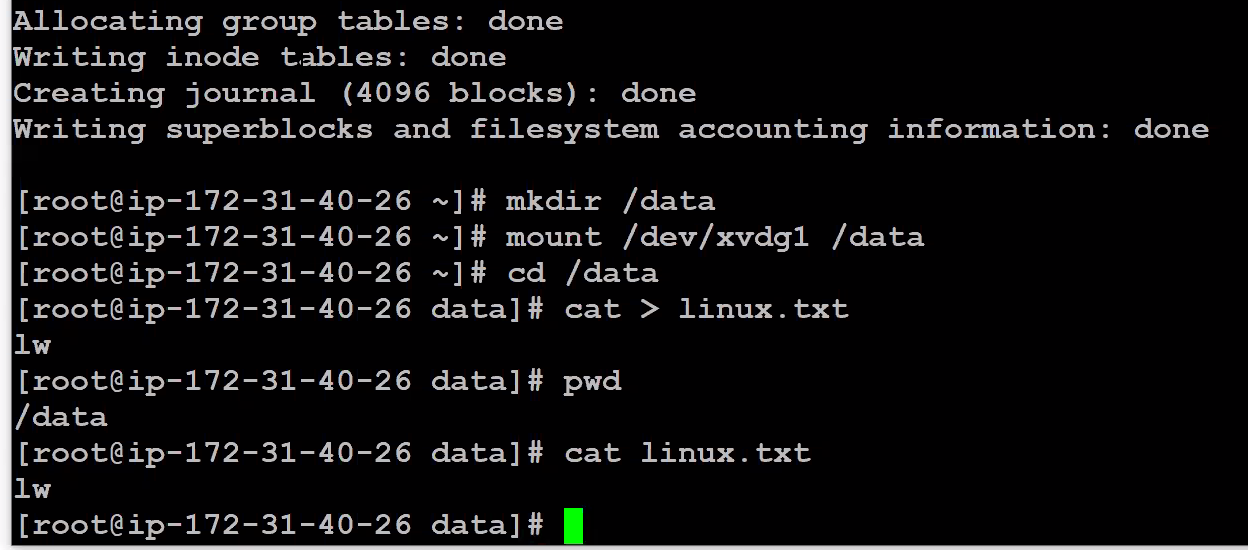 Allocating group tables: done
Writing inode tables: done
Creating journal (4096 blocks): done
Writing superblocks and filesystem accounting information: done
[root@ip-172-31-40-26 ~]# mkdir /data
[root@ip-172-31-40-26 ~]# mount /dev/xvdg1 /data
[root@ip-172-31-40-26 ~]# cd /data
[root@ip-172-31-40-26 data]# cat > linux.txt
lw
[root@ip-172-31-40-26 data]# pwd
/data
[root@ip-172-31-40-26 data]# cat linux.txt
lw
[root@ip-172-31-40-26 data]#